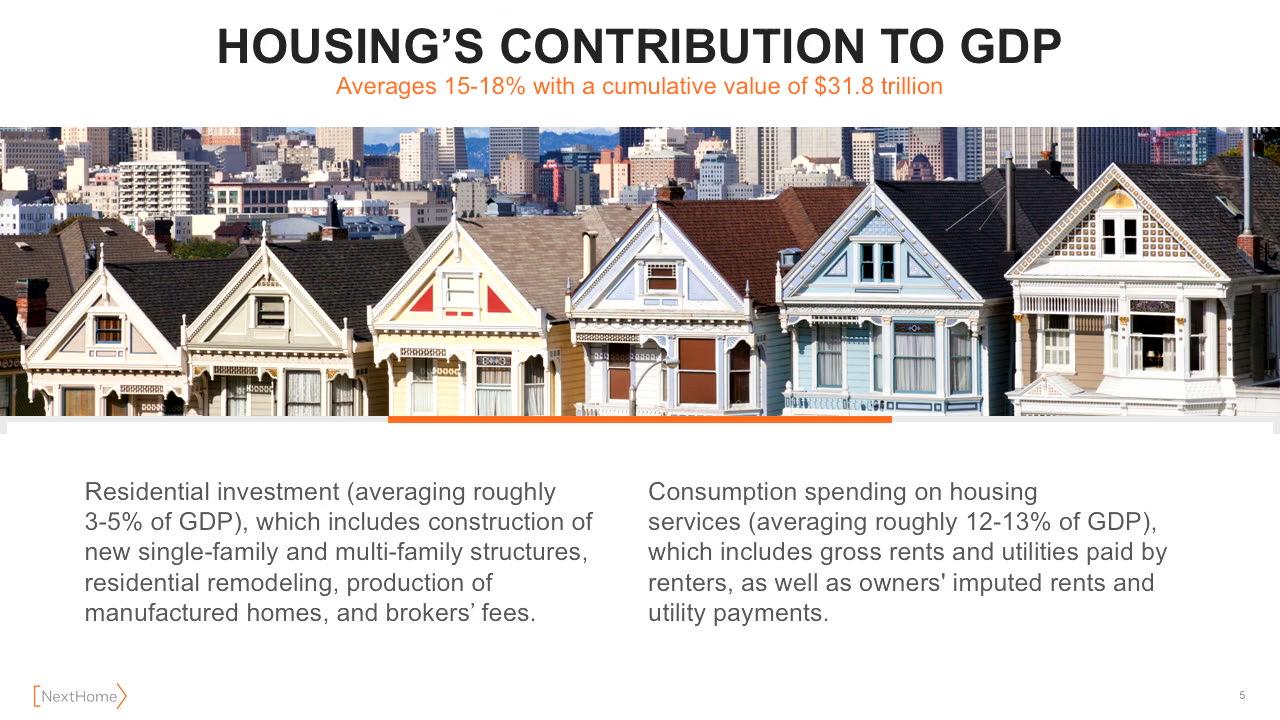 HOUSING’S CONTRIBUTION TO GDP
Averages 15-18% with a cumulative value of $31.8 trillion
Residential investment (averaging roughly
3-5% of GDP), which includes construction of
new single-family and multi-family structures,
residential remodeling, production of
manufactured homes, and brokers’ fees.
Consumption spending on housing
services (averaging roughly 12-13% of GDP),
which includes gross rents and utilities paid by
renters, as well as owners' imputed rents and
utility payments.
NextHome
5